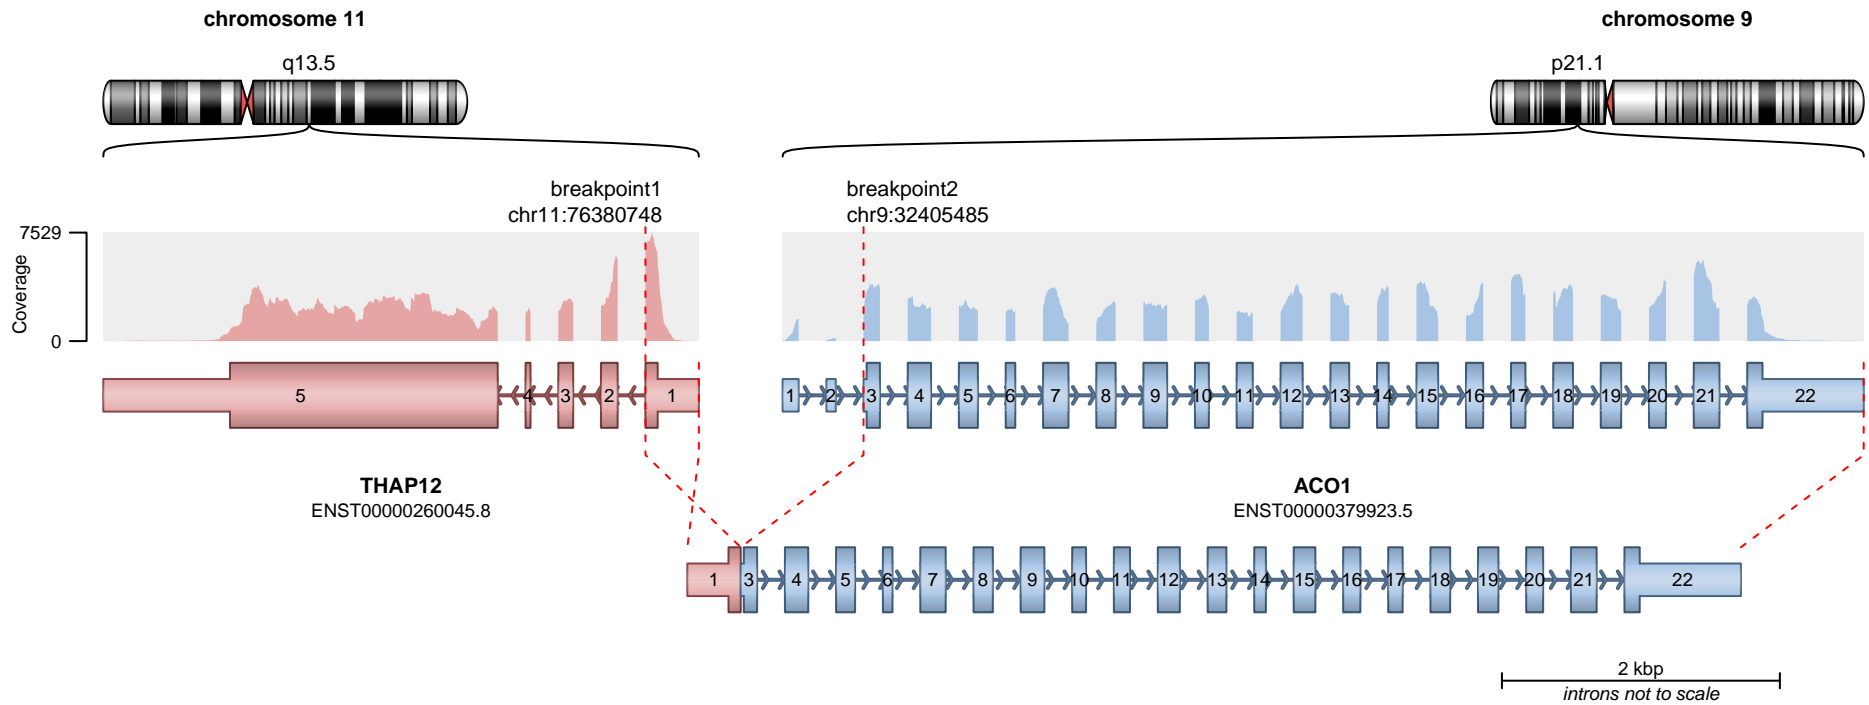 chromosome 11
chromosome 9
q13.5
p21.1
breakpoint1
chr11:76380748
breakpoint2
chr9:32405485
7529
Coverage
0
5 4 3 2 1
1 2 3 4 5 6 7 8 9 10 11 12 13 14 15 16 17 18 19 20 21 22
THAP12
ENST00000260045.8
ACO1
ENST00000379923.5
1 3 4 5 6 7 8 9 10 11 12 13 14 15 16 17 18 19 20 21 22
2 kbp
introns not to scale